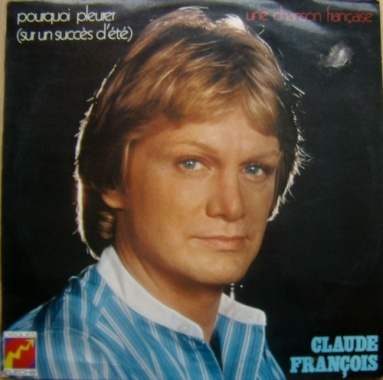 pourquoi pleurer
(sur un succès d'été)
une chanson française
CLAUDE
FRANÇOIS